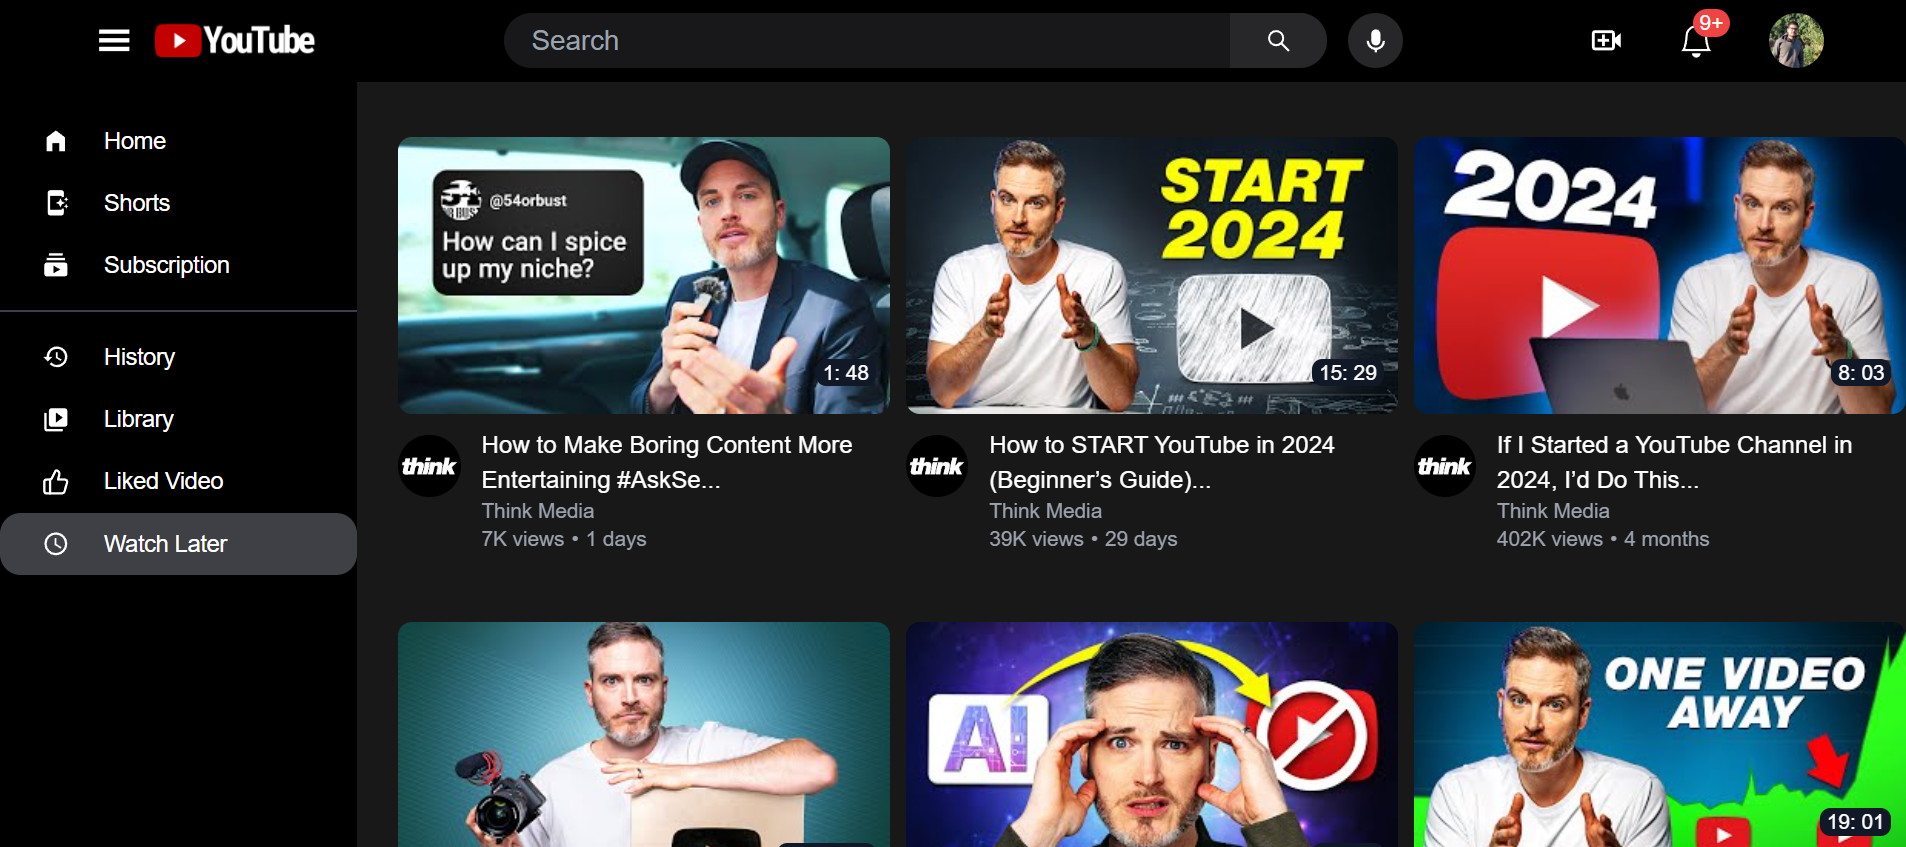 YouTube
Search
9+
Home
Shorts
Subscription
History
Library
Liked Video
Watch Later
@54orbust
How can I spice
up my niche?
1: 48
START
2024
15: 29
2024
8: 03
think
How to Make Boring Content More
Entertaining #AskSe...
Think Media
7K views • 1 days
think
How to START YouTube in 2024
(Beginner’s Guide)...
Think Media
39K views • 29 days
think
If I Started a YouTube Channel in
2024, I’d Do This...
Think Media
402K views • 4 months
AI
ONE VIDEO
AWAY
19: 01